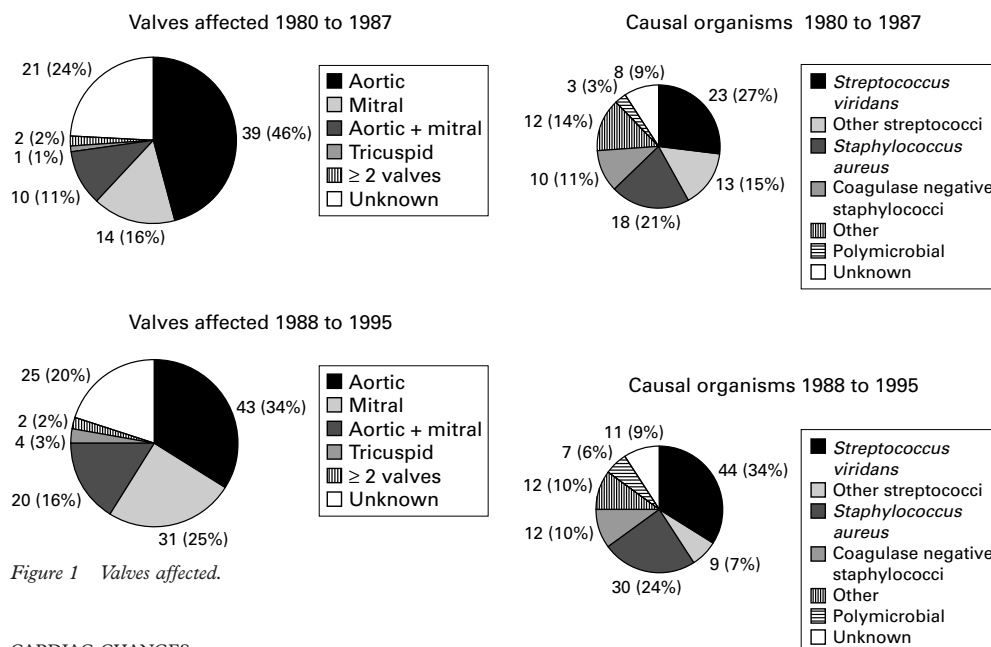 Valves affected 1980 to 1987
21 (24%)
2 (2%)
1 (1%)
10 (11%)
14 (16%)
39 (46%)
Aortic
Mitral
Aortic + mitral
Tricuspid
≥ 2 valves
Unknown
Valves affected 1988 to 1995
25 (20%)
2 (2%)
4 (3%)
20 (16%)
31 (25%)
43 (34%)
Aortic
Mitral
Aortic + mitral
Tricuspid
≥ 2 valves
Unknown
Figure 1 Valves affected.
CARDIAC CHANGES
Causal organisms 1980 to 1987
8 (9%)
3 (3%)
12 (14%)
10 (11%)
18 (21%)
13 (15%)
23 (27%)
Streptococcus
viridans
Other streptococci
Staphylococcus
aureus
Coagulase negative
staphylococci
Other
Polymicrobial
Unknown
Causal organisms 1988 to 1995
11 (9%)
7 (6%)
12 (10%)
12 (10%)
30 (24%)
9 (7%)
44 (34%)
Streptococcus
viridans
Other streptococci
Staphylococcus
aureus
Coagulase negative
staphylococci
Other
Polymicrobial
Unknown